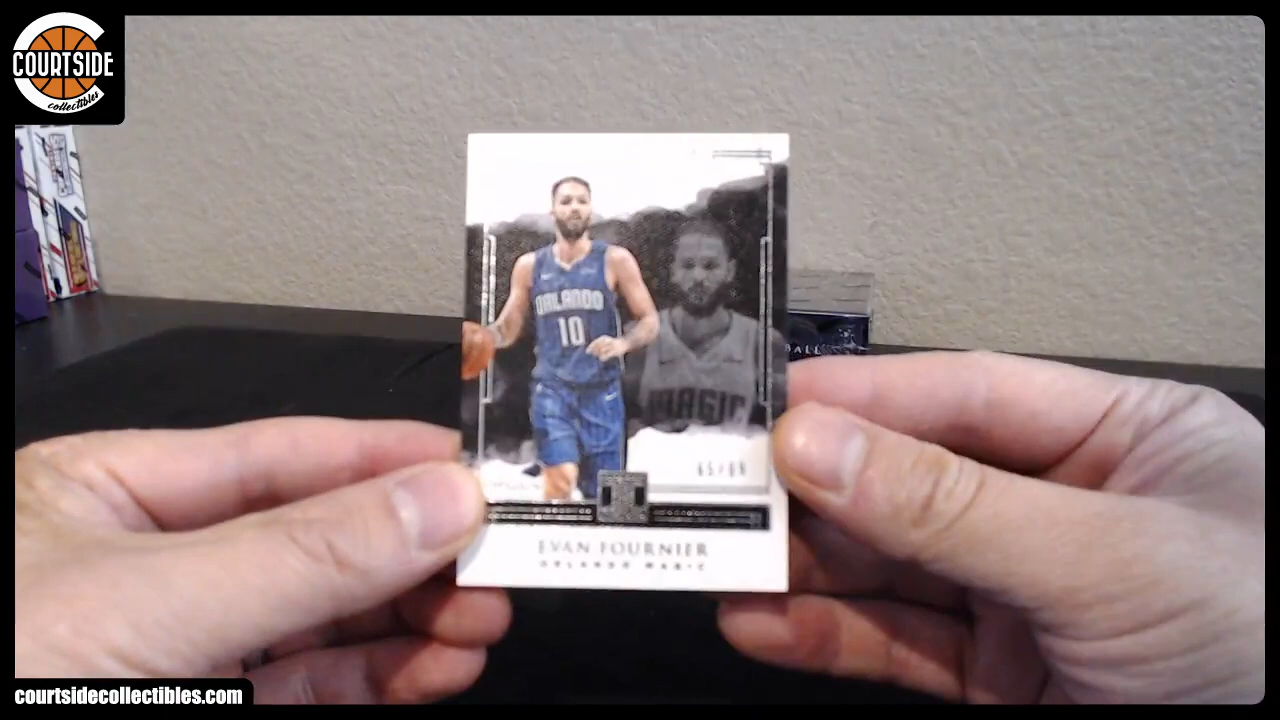 COURTSIDE
collectibles
ORLANDO
10
MAGIC
EVAN FOURNIER
ORLANDO MAGIC
courtsidecollectibles.com